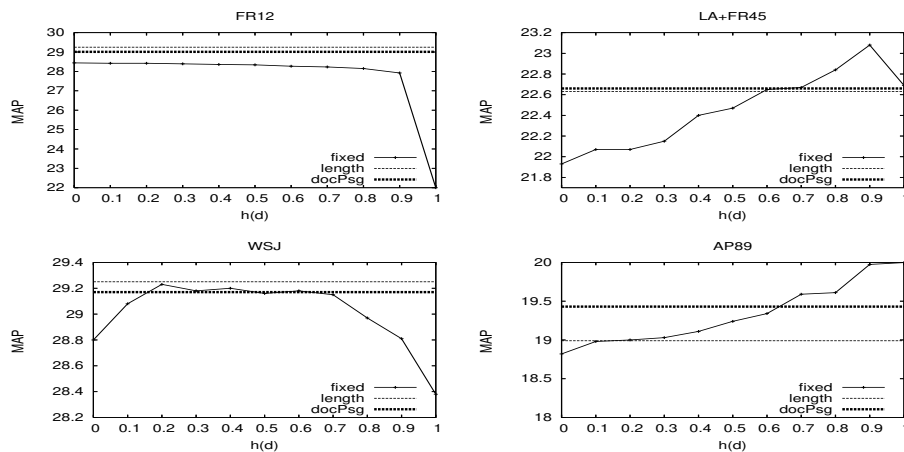 FR12
MAP
30
29
28
27
26
25
24
23
22
0 0.1 0.2 0.3 0.4 0.5 0.6 0.7 0.8 0.9 1
h(d)
fixed
length
docPsg
LA+FR45
MAP
23.2
23
22.8
22.6
22.4
22.2
22
21.8
0 0.1 0.2 0.3 0.4 0.5 0.6 0.7 0.8 0.9 1
h(d)
fixed
length
docPsg
WSJ
MAP
29.4
29.2
29
28.8
28.6
28.4
28.2
0 0.1 0.2 0.3 0.4 0.5 0.6 0.7 0.8 0.9 1
h(d)
fixed
length
docPsg
AP89
MAP
20
19.5
19
18.5
18
0 0.1 0.2 0.3 0.4 0.5 0.6 0.7 0.8 0.9 1
h(d)
fixed
length
docPsg